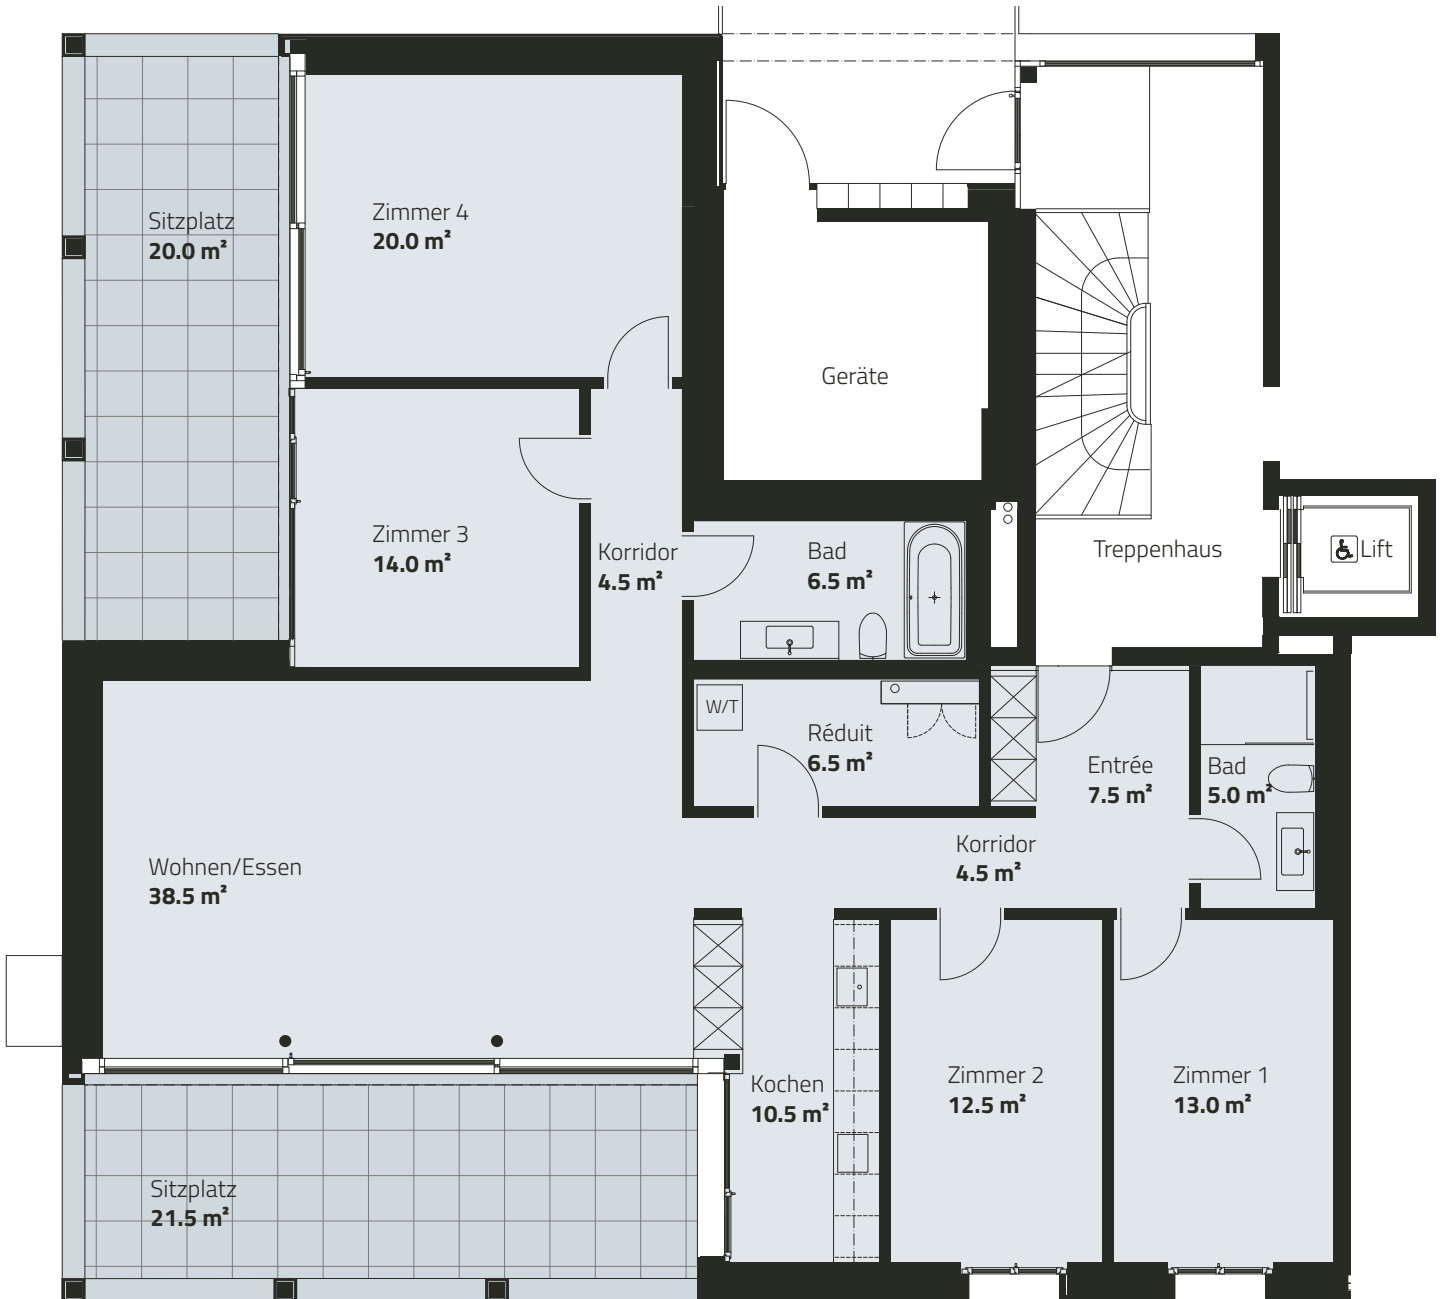 Sitzplatz
20.0 m²
Zimmer 4
20.0 m²
Geräte
Zimmer 3
14.0 m²
Korridor
4.5 m²
Bad
6.5 m²
Treppenhaus
Lift
W/T
Réduit
6.5 m²
Entrée
7.5 m²
Bad
5.0 m²
Wohnen/Essen
38.5 m²
Korridor
4.5 m²
Kochen
10.5 m²
Zimmer 2
12.5 m²
Zimmer 1
13.0 m²
Sitzplatz
21.5 m²